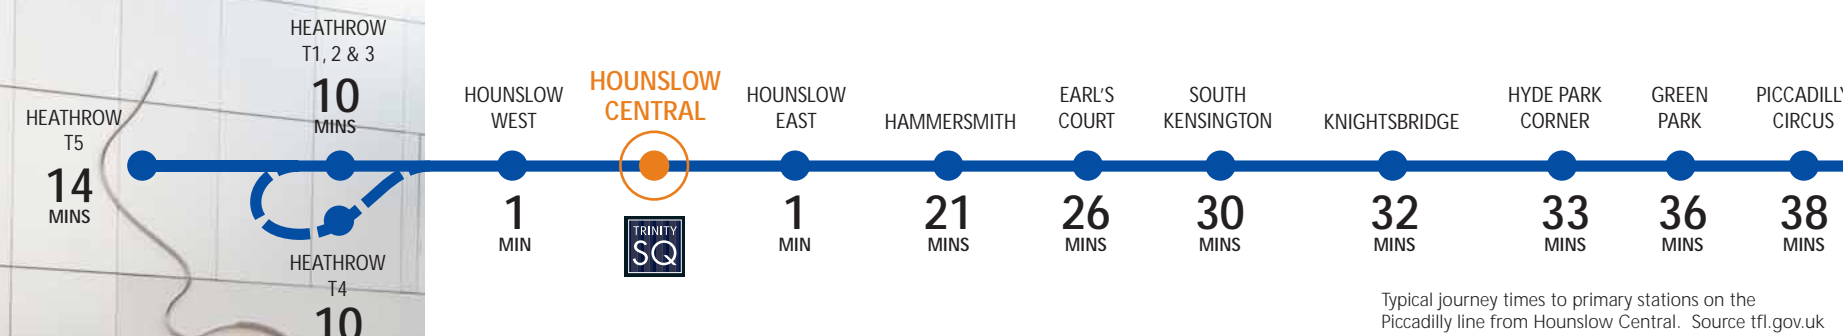 HEATHROW
T5
14
MINS
HEATHROW
T1, 2 & 3
10
MINS
HEATHROW
T4
10
HOUNSLOW
WEST
1
MIN
HOUNSLOW
CENTRAL
TRINITY
SQ
HOUNSLOW
EAST
1
MIN
HAMMERSMITH
21
MINS
EARL'S
COURT
26
MINS
SOUTH
KENSINGTON
30
MINS
KNIGHTSBRIDGE
32
MINS
HYDE PARK
CORNER
33
MINS
GREEN
PARK
36
MINS
PICCADILLY
CIRCUS
38
MINS
Typical journey times to primary stations on the
Piccadilly line from Hounslow Central. Source tfl.gov.uk